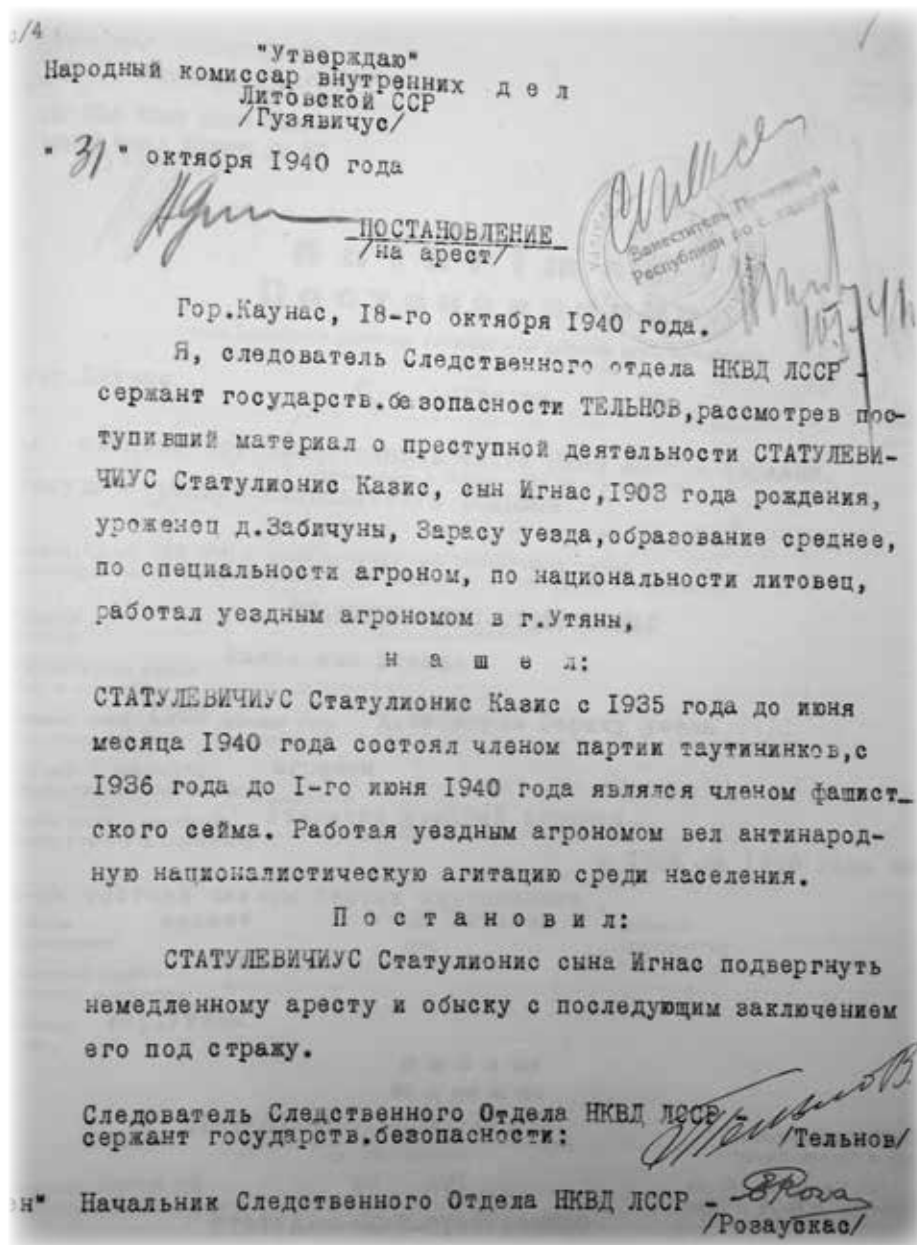 "Утверждаю"
Народный комиссар внутренних д е л
Литовской ССР
/Гузявичус/
" 31 " октября 1940 года
Заместитель
Республики по
ПОСТАНОВЛЕНИЕ
/на арест/
Гор.Каунас, 18-го октября 1940 года.
Я, следователь Следственного отдела НКВД ЛССР -
сержант государств.безопасности ТЕЛЬНОВ,рассмотрев пос-
тупивший материал о преступной деятельности СТАТУЛЕВИ-
ЧИУС Статулионис Казис, сын Игнас,1903 года рождения,
уроженец д.Забичуны, Зарасу уезда,образование среднее,
по специальности агроном, по национальности литовец,
работал уездным агрономом в г.Утяны,
н а ш е л:
СТАТУЛЕВИЧИУС Статулионис Казис с 1935 года до июня
месяца 1940 года состоял членом партии таутининков,с
1936 года до I-го июня 1940 года являлся членом фашист_
ского сейма. Работая уездным агрономом вел антинарод-
ную националистическую агитацию среди населения.
П о с т а н о в и л:
СТАТУЛЕВИЧИУС Статулионис сына Игнас подвергнуть
немедленному аресту и обыску с последующим заключением
его под стражу.
Следователь Следственного Отдела НКВД ЛССР -
сержант государств.безопасности:
/Тельнов/
ен" Начальник Следственного Отдела НКВД ЛССР -
/Розаускас/